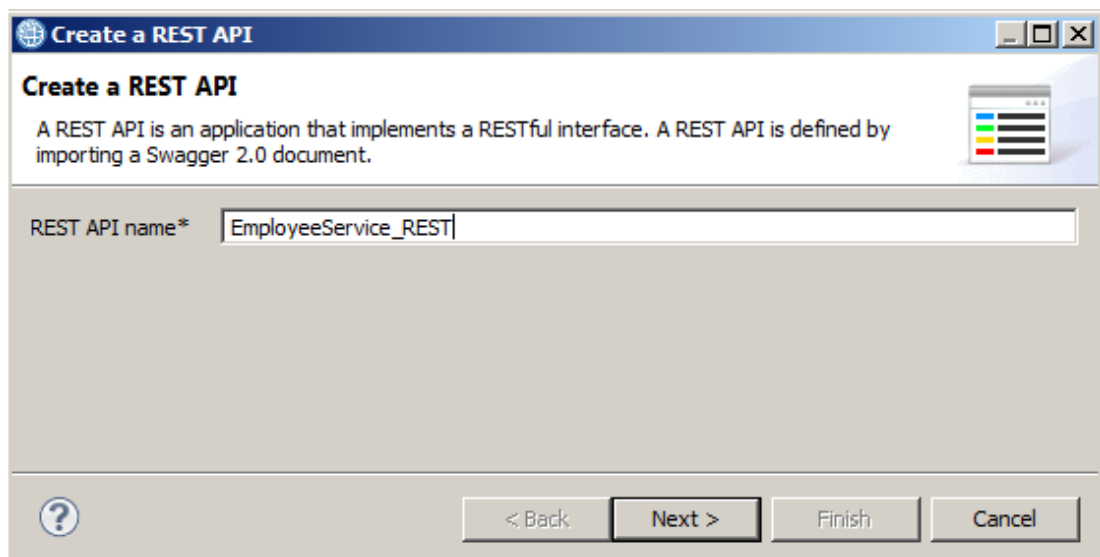 Create a REST API
Create a REST API
A REST API is an application that implements a RESTful interface. A REST API is defined by
importing a Swagger 2.0 document.
REST API name* EmployeeService_REST
? < Back Next > Finish Cancel